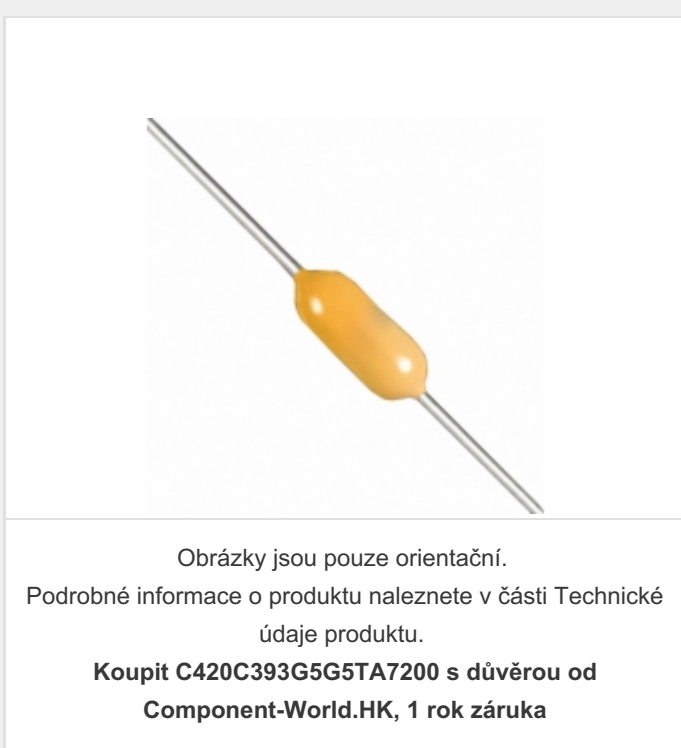 Obrázky jsou pouze orientační.
Podrobné informace o produktu naleznete v části Technické
údaje produktu.
Koupit C420C393G5G5TA7200 s důvěrou od
Component-World.HK, 1 rok záruka